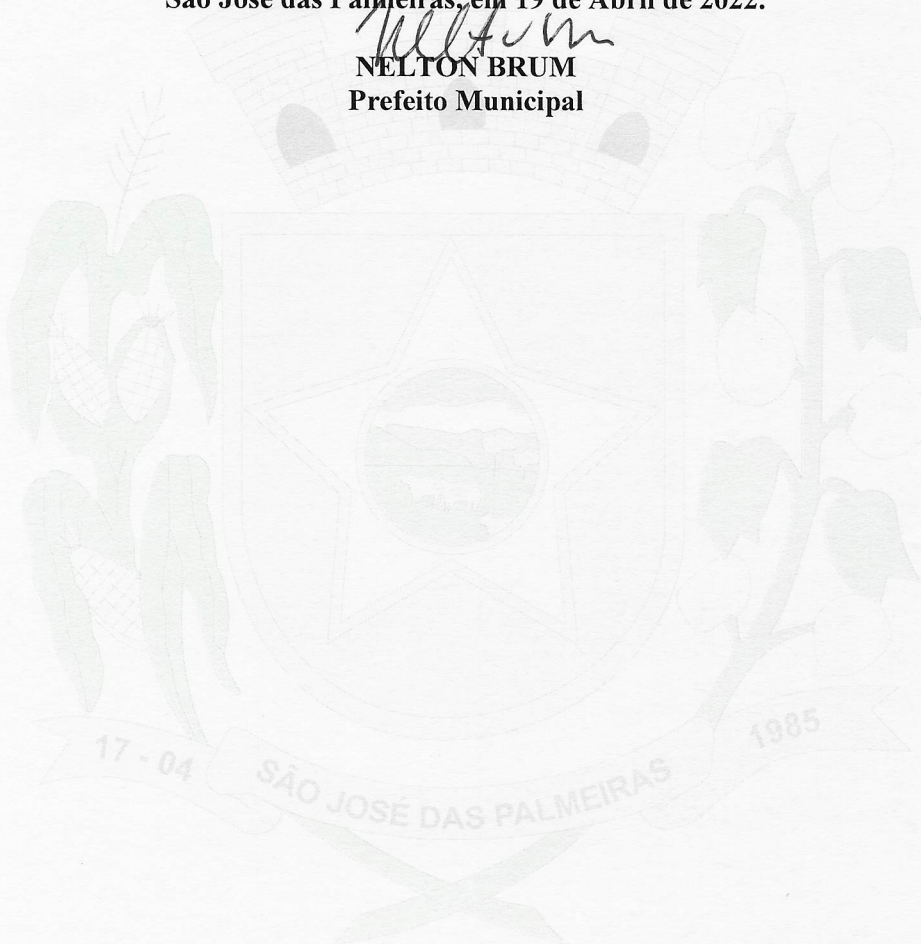 São José das Palmeiras, em 19 de Abril de 2022.
NELTON BRUM
Prefeito Municipal
17 - 04
SÃO JOSÉ DAS PALMEIRAS
1985